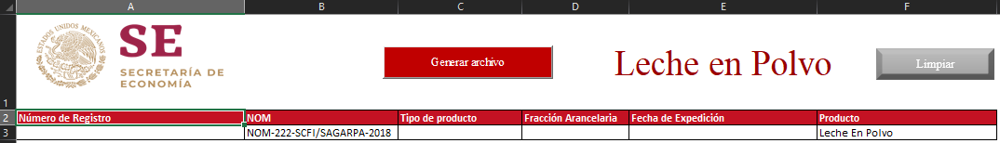 A B C D E F
ESTADOS UNIDOS MEXICANOS
SE
SECRETARÍA DE
ECONOMÍA
Generar archivo
Leche en Polvo
Limpiar
1
2 Número de Registro NOM Tipo de producto Fracción Arancelaria Fecha de Expedición Producto
3 NOM-222-SCFI/SAGARPA-2018 Leche En Polvo